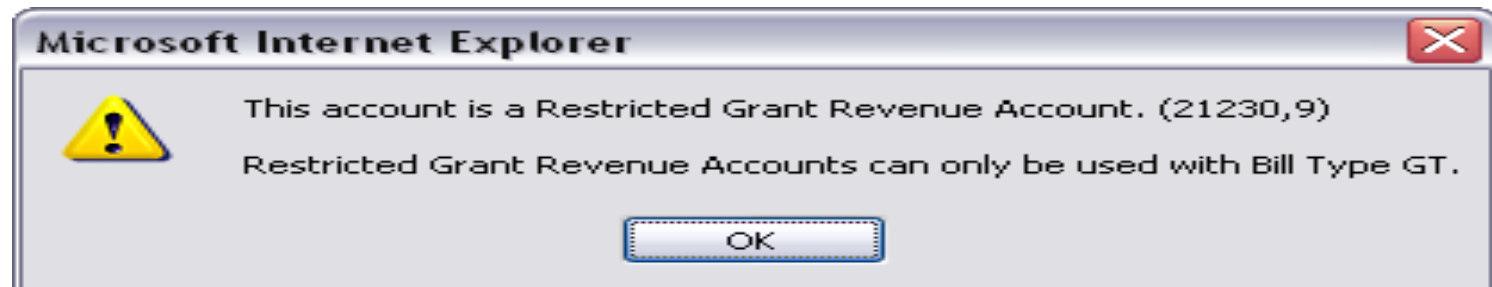 Microsoft Internet Explorer
This account is a Restricted Grant Revenue Account. (21230,9)
Restricted Grant Revenue Accounts can only be used with Bill Type GT.
OK